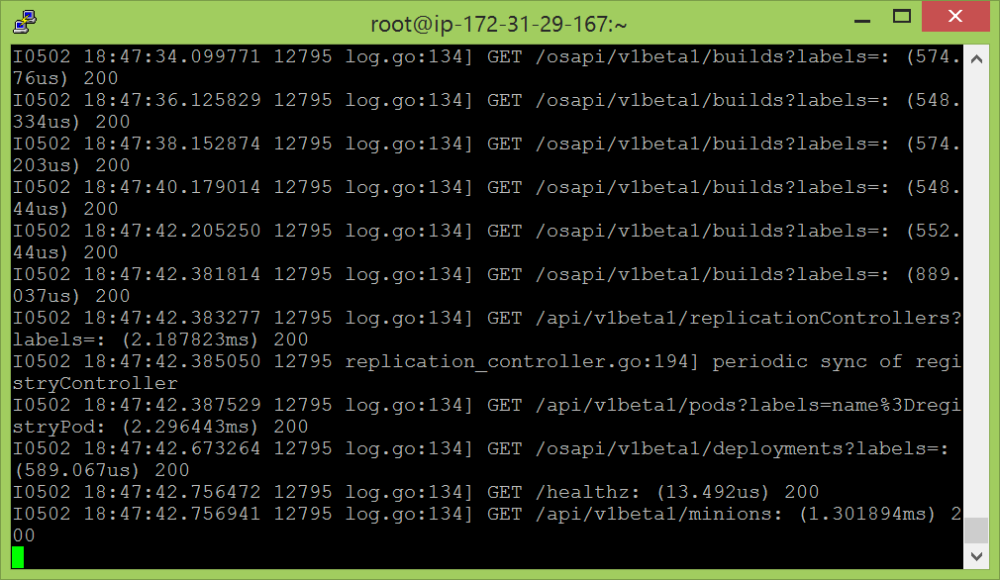 root@ip-172-31-29-167:~
I0502 18:47:34.099771 12795 log.go:134] GET /osapi/v1beta1/builds?labels=: (574.
76us) 200
I0502 18:47:36.125829 12795 log.go:134] GET /osapi/v1beta1/builds?labels=: (548.
334us) 200
I0502 18:47:38.152874 12795 log.go:134] GET /osapi/v1beta1/builds?labels=: (574.
203us) 200
I0502 18:47:40.179014 12795 log.go:134] GET /osapi/v1beta1/builds?labels=: (548.
44us) 200
I0502 18:47:42.205250 12795 log.go:134] GET /osapi/v1beta1/builds?labels=: (552.
44us) 200
I0502 18:47:42.381814 12795 log.go:134] GET /osapi/v1beta1/builds?labels=: (889.
037us) 200
I0502 18:47:42.383277 12795 log.go:134] GET /api/v1beta1/replicationControllers?
labels=: (2.187823ms) 200
I0502 18:47:42.385050 12795 replication_controller.go:194] periodic sync of regi
stryController
I0502 18:47:42.387529 12795 log.go:134] GET /api/v1beta1/pods?labels=name%3Dregi
stryPod: (2.296443ms) 200
I0502 18:47:42.673264 12795 log.go:134] GET /osapi/v1beta1/deployments?labels=:
(589.067us) 200
I0502 18:47:42.756472 12795 log.go:134] GET /healthz: (13.492us) 200
I0502 18:47:42.756941 12795 log.go:134] GET /api/v1beta1/minions: (1.301894ms) 2
00